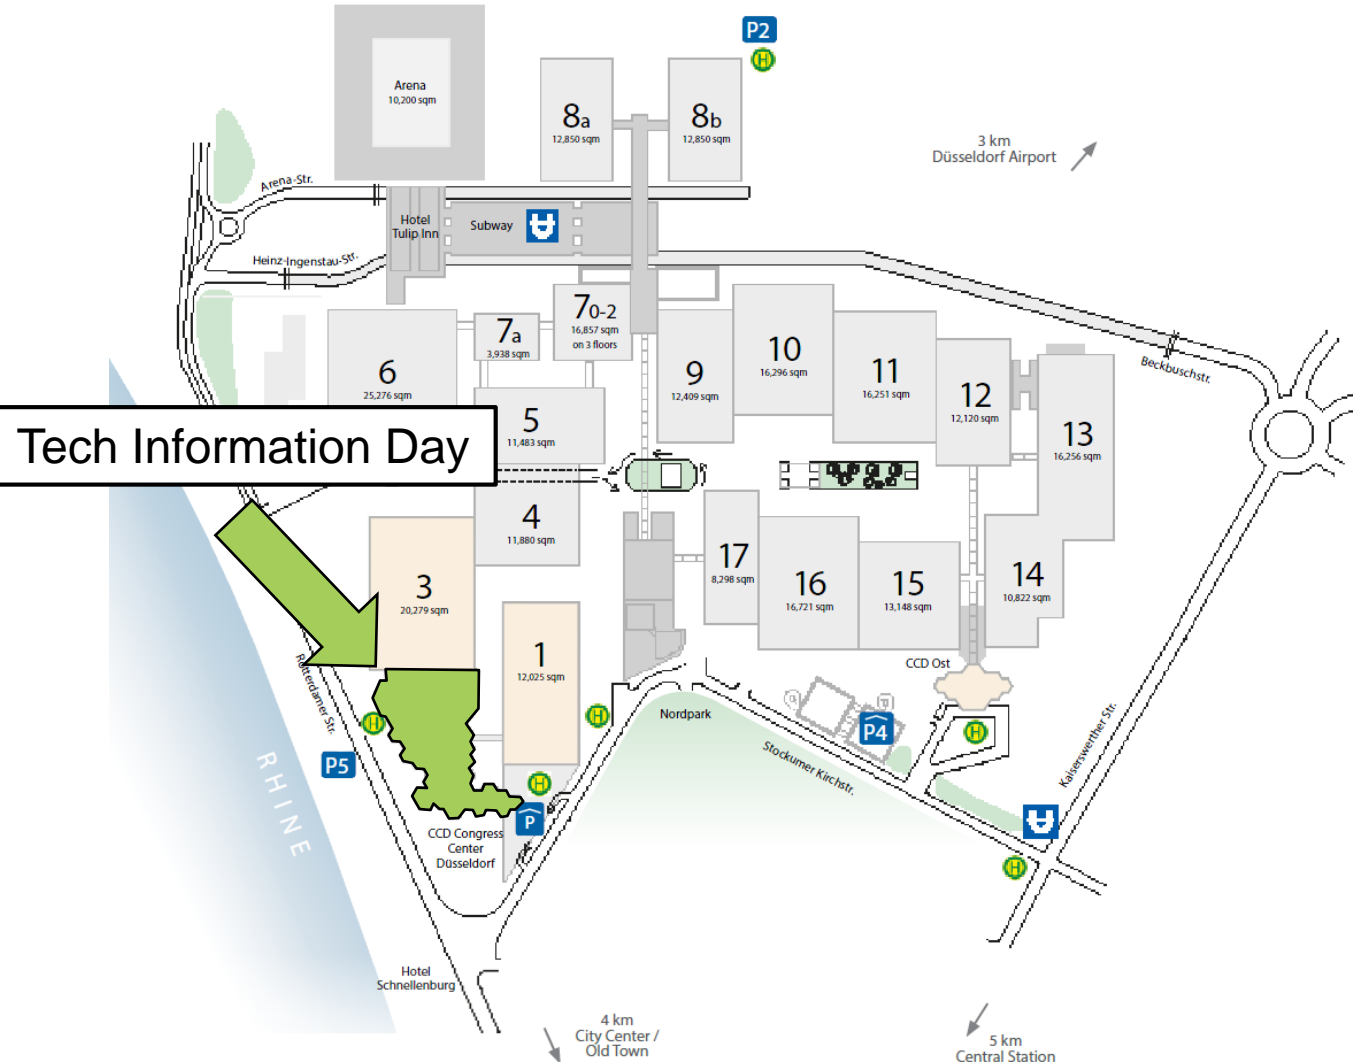 P2
H
Arena
10,200 sqm
8a
12,850 sqm
8b
12,850 sqm
3 km
Düsseldorf Airport
Arena-Str.
Hotel
Tulip Inn
Subway
U
Heinz-Ingenstau-Str.
7a
3,938 sqm
70-2
16,857 sqm
on 3 floors
6
25,276 sqm
9
12,409 sqm
10
16,296 sqm
11
16,251 sqm
12
12,120 sqm
13
16,256 sqm
Beckbuschstr.
5
11,483 sqm
Tech Information Day
4
11,880 sqm
3
20,279 sqm
17
8,298 sqm
16
16,721 sqm
15
13,148 sqm
14
10,822 sqm
1
12,025 sqm
CCD Ost
Rotterdamer Str.
H
H
Nordpark
P4
H
Kaiserswerther Str.
Stockumer Kirchstr.
P5
RHINE
H
P
U
H
CCD Congress
Center
Düsseldorf
Hotel
Schnellenburg
4 km
City Center /
Old Town
5 km
Central Station